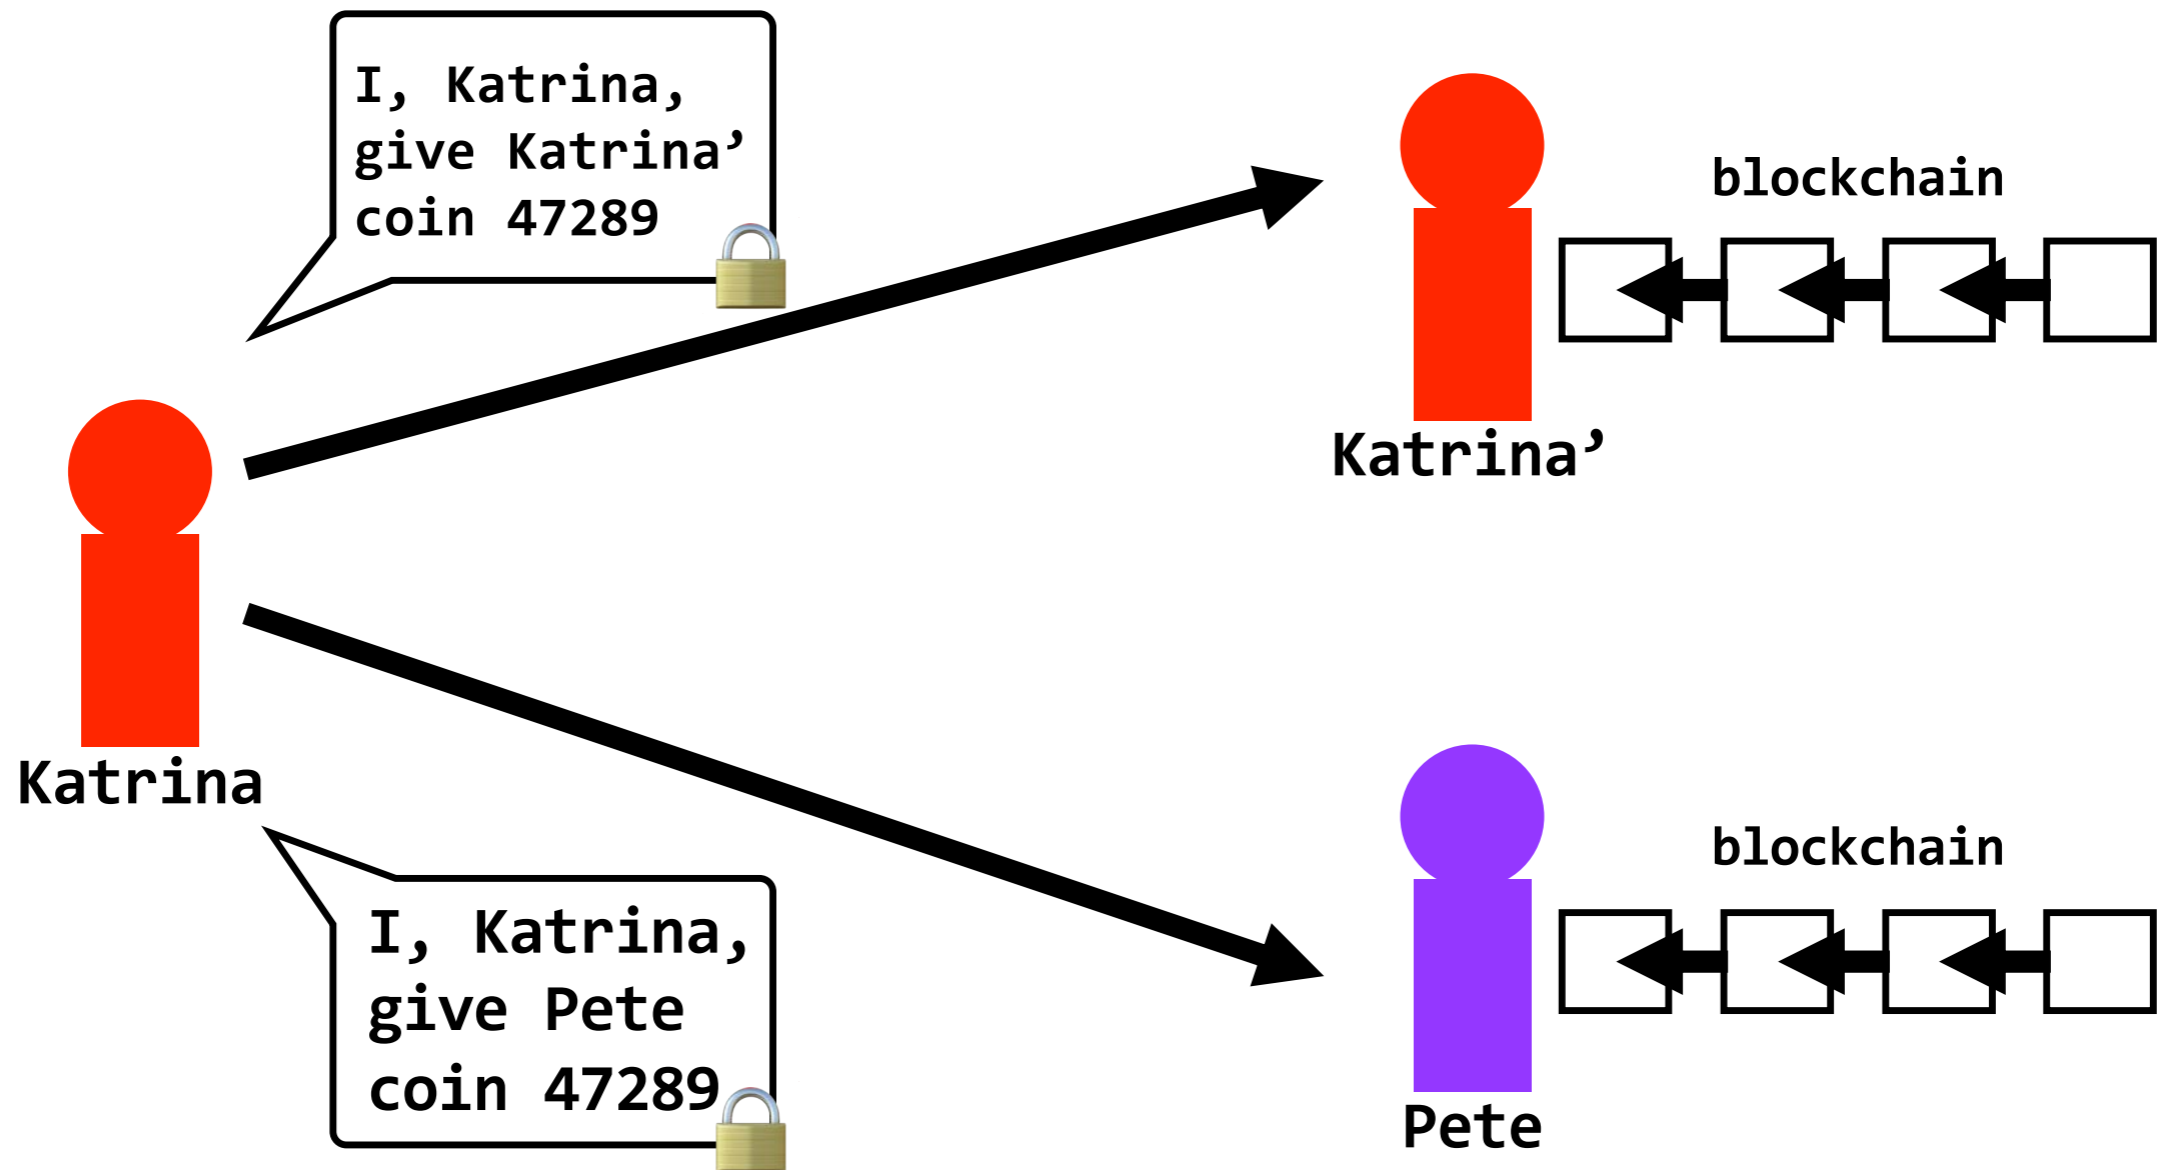 I, Katrina,
give Katrina’
coin 47289
blockchain
Katrina’
Katrina
I, Katrina,
give Pete
coin 47289
blockchain
Pete